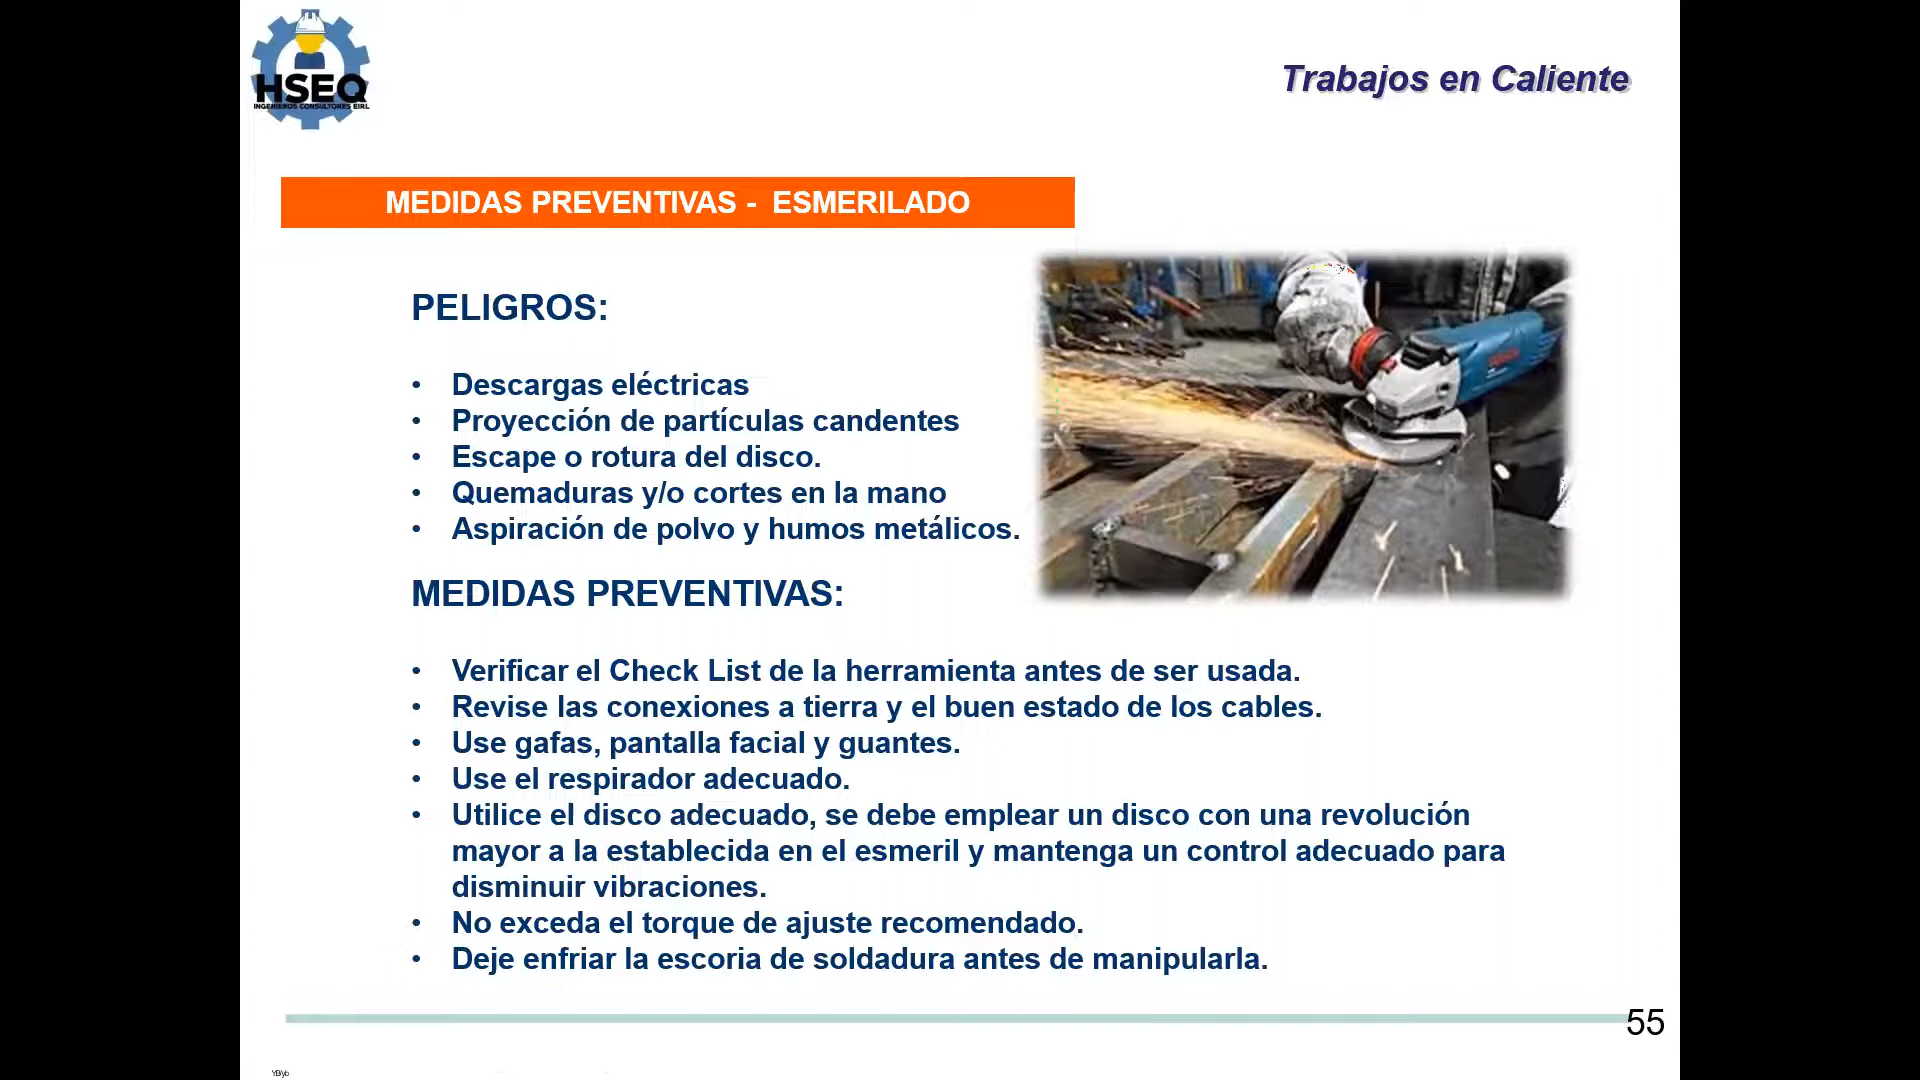 HSEQ
INGENIEROS CONSULTORES EIRL
Trabajos en Caliente
MEDIDAS PREVENTIVAS - ESMERILADO
PELIGROS:
• Descargas eléctricas
• Proyección de partículas candentes
• Escape o rotura del disco.
• Quemaduras y/o cortes en la mano
• Aspiración de polvo y humos metálicos.
MEDIDAS PREVENTIVAS:
• Verificar el Check List de la herramienta antes de ser usada.
• Revise las conexiones a tierra y el buen estado de los cables.
• Use gafas, pantalla facial y guantes.
• Use el respirador adecuado.
• Utilice el disco adecuado, se debe emplear un disco con una revolución
mayor a la establecida en el esmeril y mantenga un control adecuado para
disminuir vibraciones.
• No exceda el torque de ajuste recomendado.
• Deje enfriar la escoria de soldadura antes de manipularla.
55